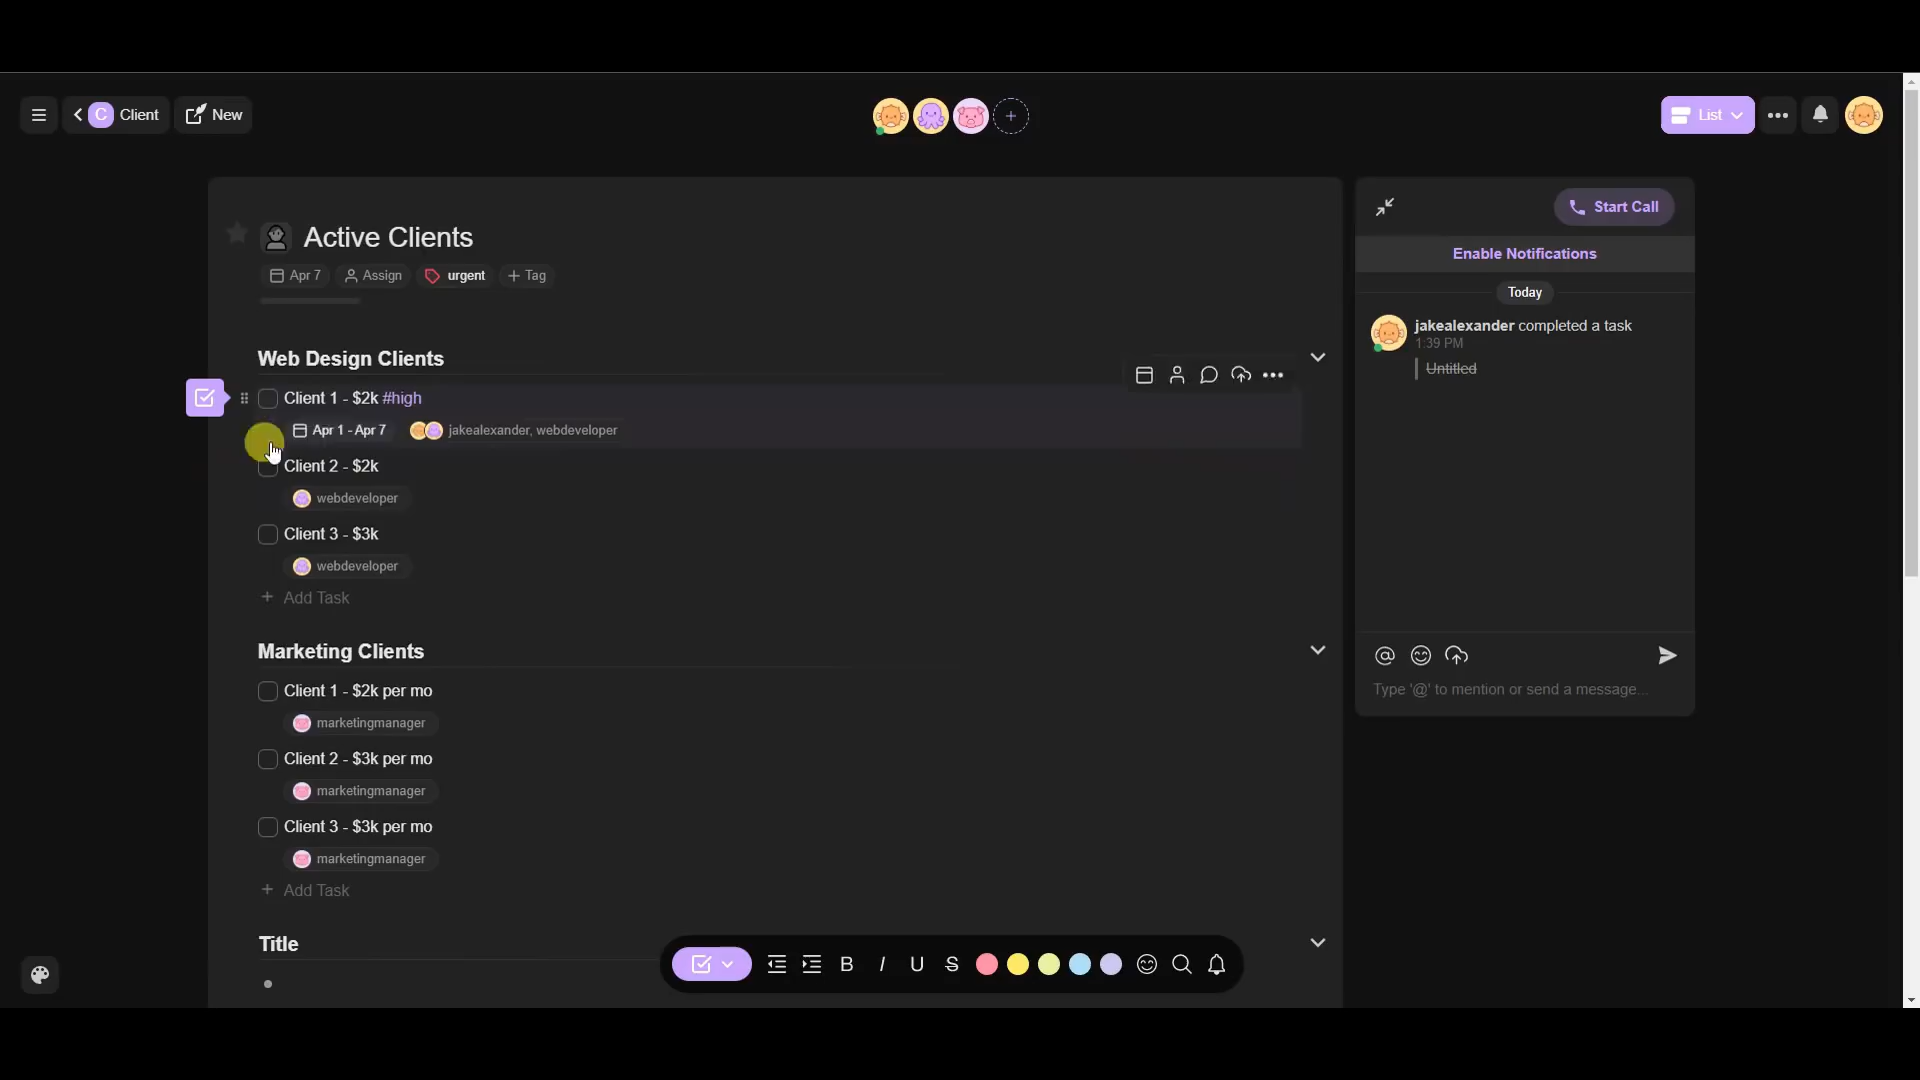 C Client
New
List
Active Clients
Apr 7
Assign
urgent
+ Tag
Web Design Clients
Client 1 - $2k #high
Apr 1 - Apr 7
jakealexander, webdeveloper
Client 2 - $2k
webdeveloper
Client 3 - $3k
webdeveloper
+ Add Task
Marketing Clients
Client 1 - $2k per mo
marketingmanager
Client 2 - $3k per mo
marketingmanager
Client 3 - $3k per mo
marketingmanager
+ Add Task
Title
B I U S
Start Call
Enable Notifications
Today
jakealexander completed a task
1:39 PM
Untitled
Type '@' to mention or send a message...